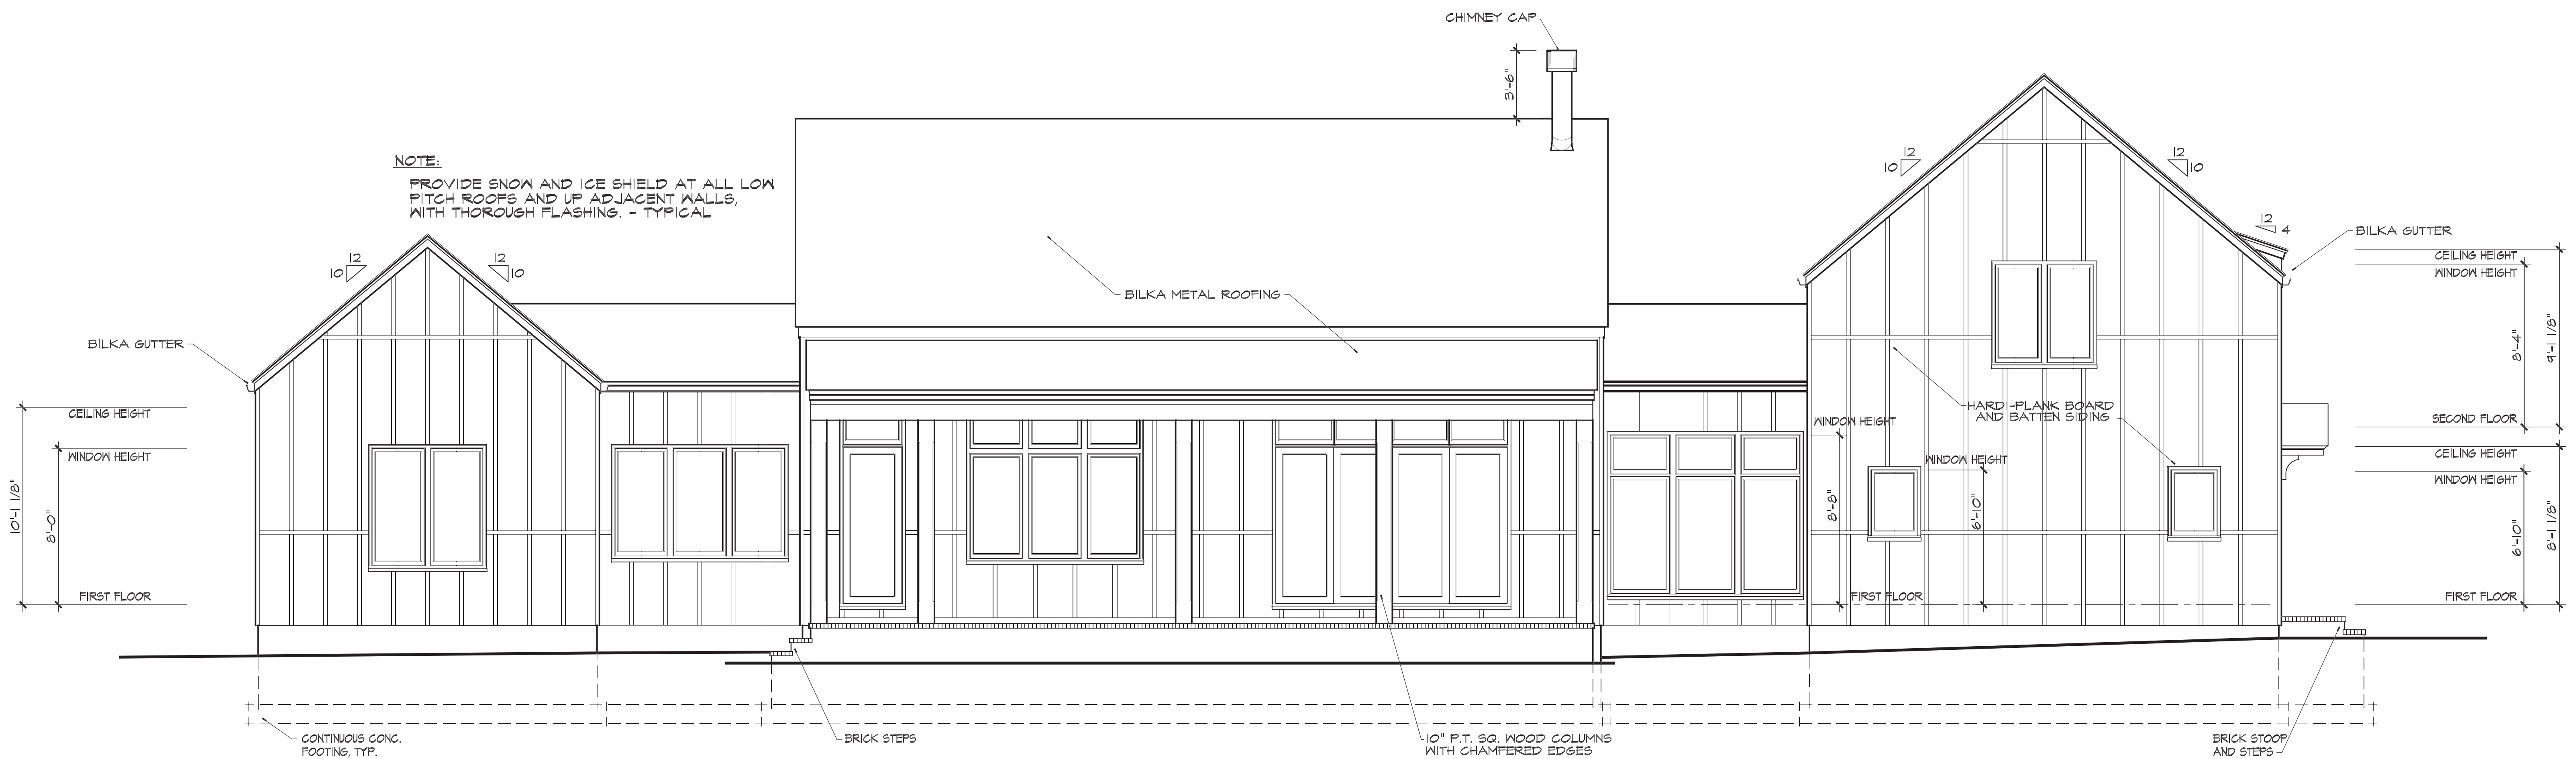 CHIMNEY CAP
3'-6"
NOTE:
PROVIDE SNOW AND ICE SHIELD AT ALL LOW
PITCH ROOFS AND UP ADJACENT WALLS,
WITH THOROUGH FLASHING. - TYPICAL
12
10
12
10
12
10
12
10
12
4
BILKA GUTTER
BILKA METAL ROOFING
BILKA GUTTER
CEILING HEIGHT
WINDOW HEIGHT
10'-1 1/8"
8'-0"
FIRST FLOOR
HARDI-PLANK BOARD
AND BATTEN SIDING
WINDOW HEIGHT
WINDOW HEIGHT
8'-8"
6'-10"
FIRST FLOOR
CEILING HEIGHT
WINDOW HEIGHT
8'-4"
9'-1 1/8"
SECOND FLOOR
CEILING HEIGHT
WINDOW HEIGHT
6'-10"
8'-1 1/8"
FIRST FLOOR
CONTINUOUS CONC.
FOOTING, TYP.
BRICK STEPS
10" P.T. SQ. WOOD COLUMNS
WITH CHAMFERED EDGES
BRICK STOOP
AND STEPS